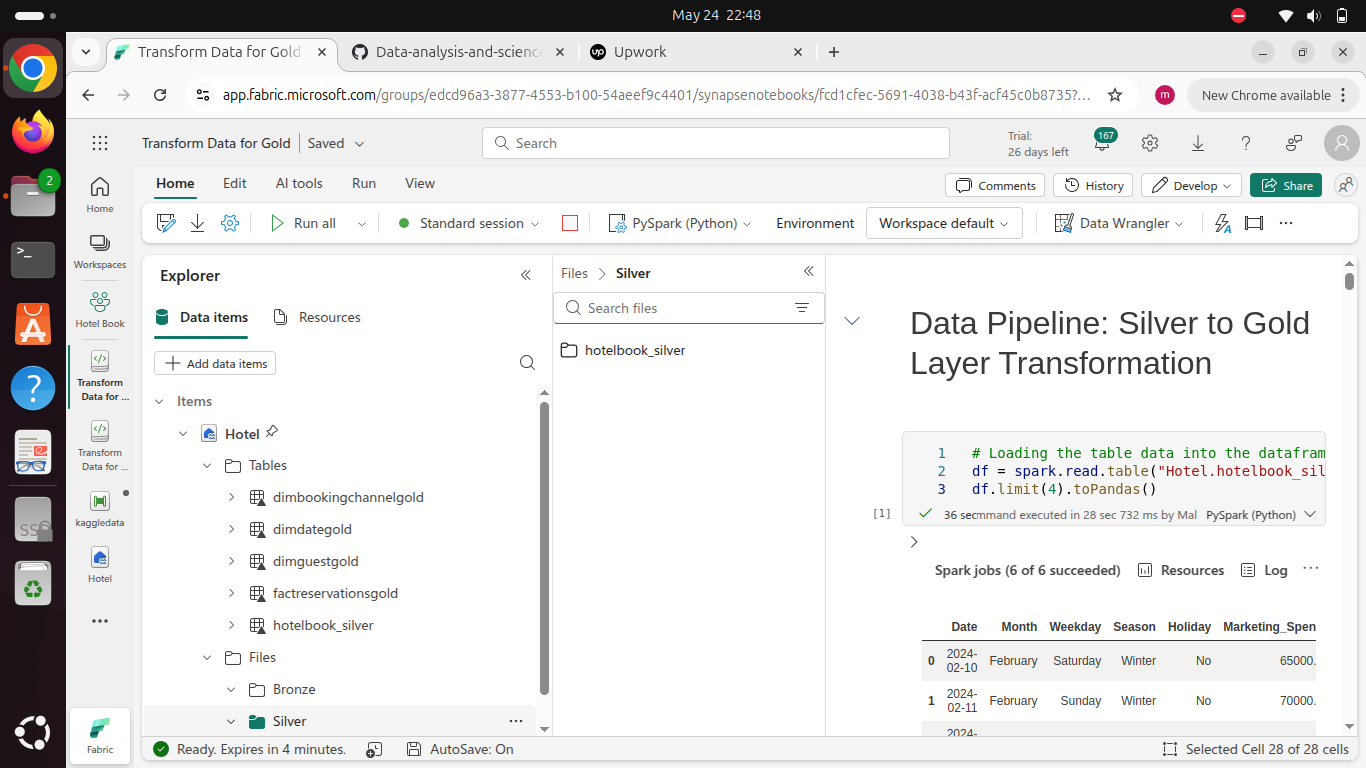 May 24 22:48
Transform Data for Gold
Data-analysis-and-science
Upwork
app.fabric.microsoft.com/groups/edcd96a3-3877-4553-b100-54aeef9c4401/synapsenotebooks/fcd1cfec-5691-4038-b43f-acf45c0b8735?...
m
New Chrome available
Transform Data for Gold
Saved
Search
Trial:
26 days left
167
Home
Edit
AI tools
Run
View
Comments
History
Develop
Share
Run all
Standard session
PySpark (Python)
Environment
Workspace default
Data Wrangler
2
Home
Workspaces
Hotel Book
Transform
Data for ...
Transform
Data for ...
kaggledata
Hotel
Fabric
Explorer
Data items
Resources
Add data items
Items
Hotel
Tables
dimbookingchannelgold
dimdategold
dimguestgold
factreservationsgold
hotelbook_silver
Files
Bronze
Silver
Files > Silver
Search files
hotelbook_silver
Data Pipeline: Silver to Gold
Layer Transformation
1 # Loading the table data into the datafram
2 df = spark.read.table("Hotel.hotelbook_sil
3 df.limit(4).toPandas()
[1]
36 sec
mmand executed in 28 sec 732 ms by Mal
PySpark (Python)
Spark jobs (6 of 6 succeeded)
Resources
Log
Date Month Weekday Season Holiday Marketing_Spen
0 2024-02-10 February Saturday Winter No 65000.
1 2024-02-11 February Sunday Winter No 70000.
2024-
Ready. Expires in 4 minutes.
AutoSave: On
Selected Cell 28 of 28 cells